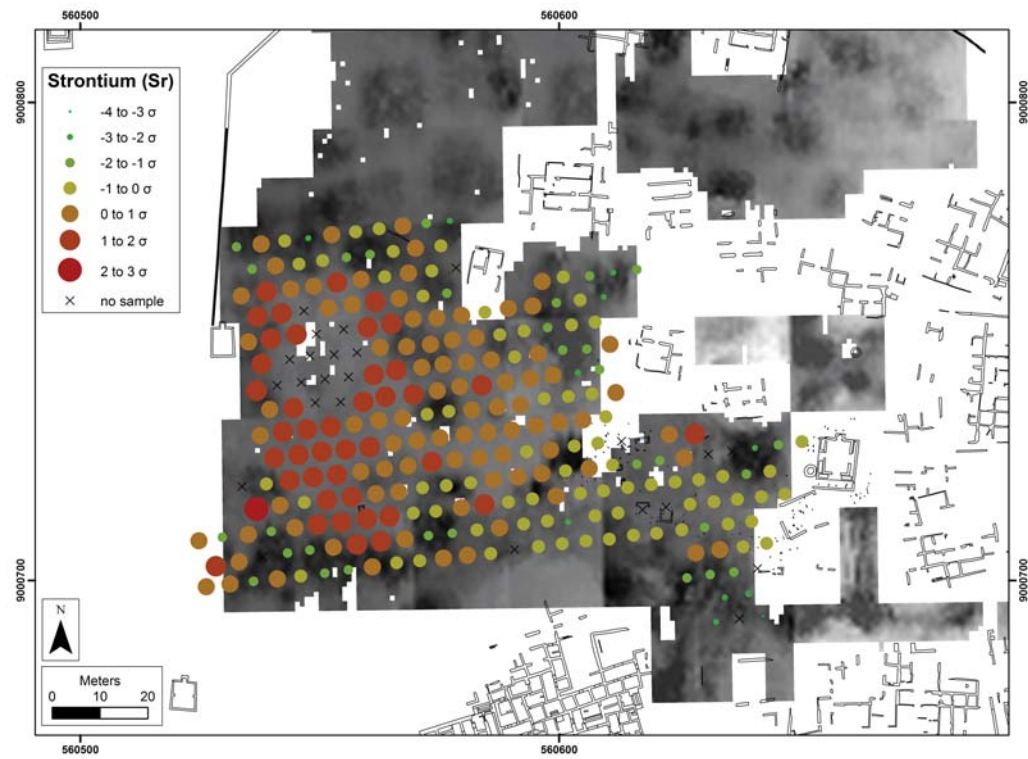 560500
560600
9000800
9000800
Strontium (Sr)
-4 to -3 σ
-3 to -2 σ
-2 to -1 σ
-1 to 0 σ
0 to 1 σ
1 to 2 σ
2 to 3 σ
no sample
9000700
9000700
N
Meters
0 10 20
560500
560600